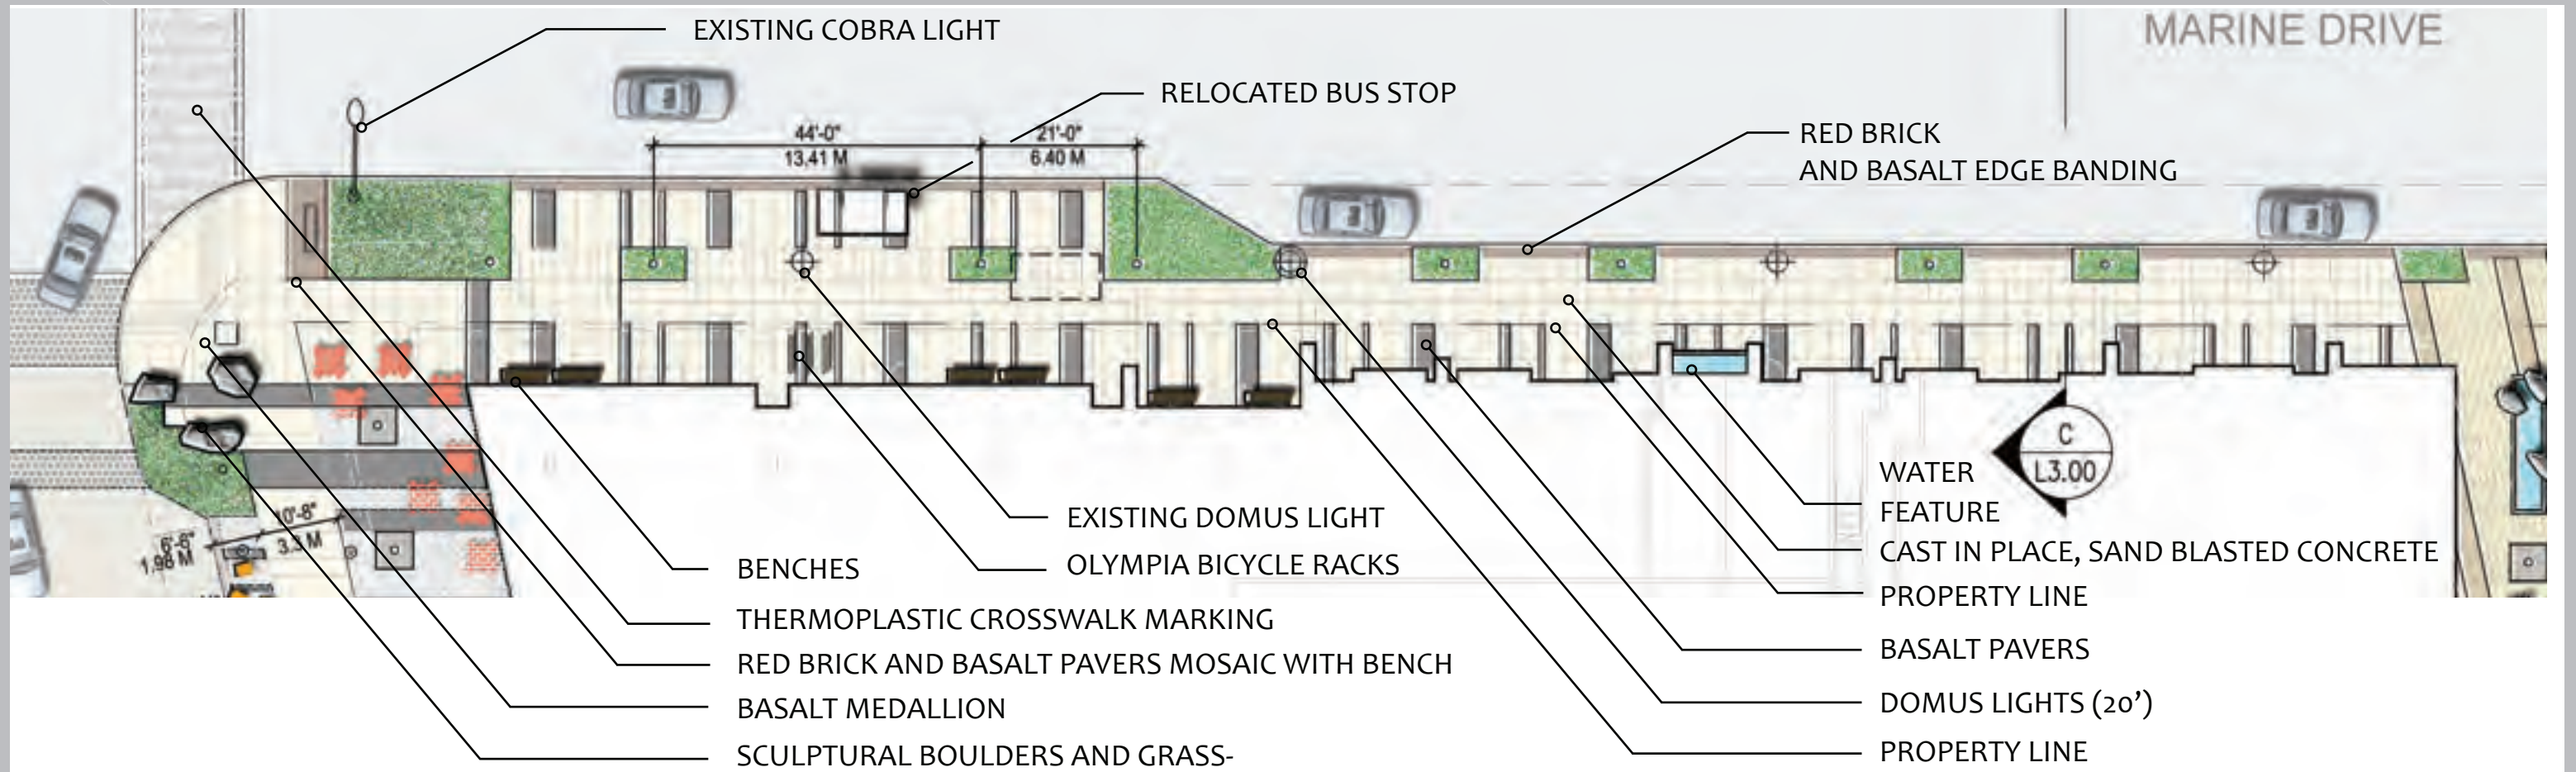 EXISTING COBRA LIGHT
MARINE DRIVE
RELOCATED BUS STOP
44'-0"
21'-0"
13.41 M
6.40 M
RED BRICK
AND BASALT EDGE BANDING
C
L3.00
WATER
FEATURE
EXISTING DOMUS LIGHT
10'-8"
3.3 M
6'-6"
1.98 M
CAST IN PLACE, SAND BLASTED CONCRETE
OLYMPIA BICYCLE RACKS
BENCHES
PROPERTY LINE
THERMOPLASTIC CROSSWALK MARKING
BASALT PAVERS
RED BRICK AND BASALT PAVERS MOSAIC WITH BENCH
DOMUS LIGHTS (20’)
BASALT MEDALLION
PROPERTY LINE
SCULPTURAL BOULDERS AND GRASS-